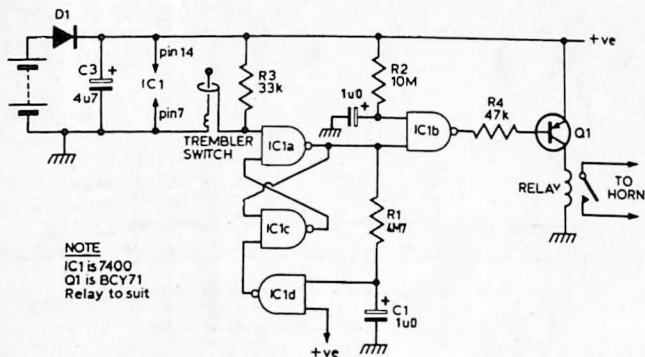 D1
+ve
pin14
C3
+
4u7
IC1
pin7
R3
33k
R2
10M
1u0
+
TREMBLER
SWITCH
IC1a
IC1b
R4
47k
Q1
RELAY
TO
HORN
IC1c
R1
4M7
NOTE
IC1 is 7400
Q1 is BCY71
Relay to suit
IC1d
+
C1
1u0
+ve